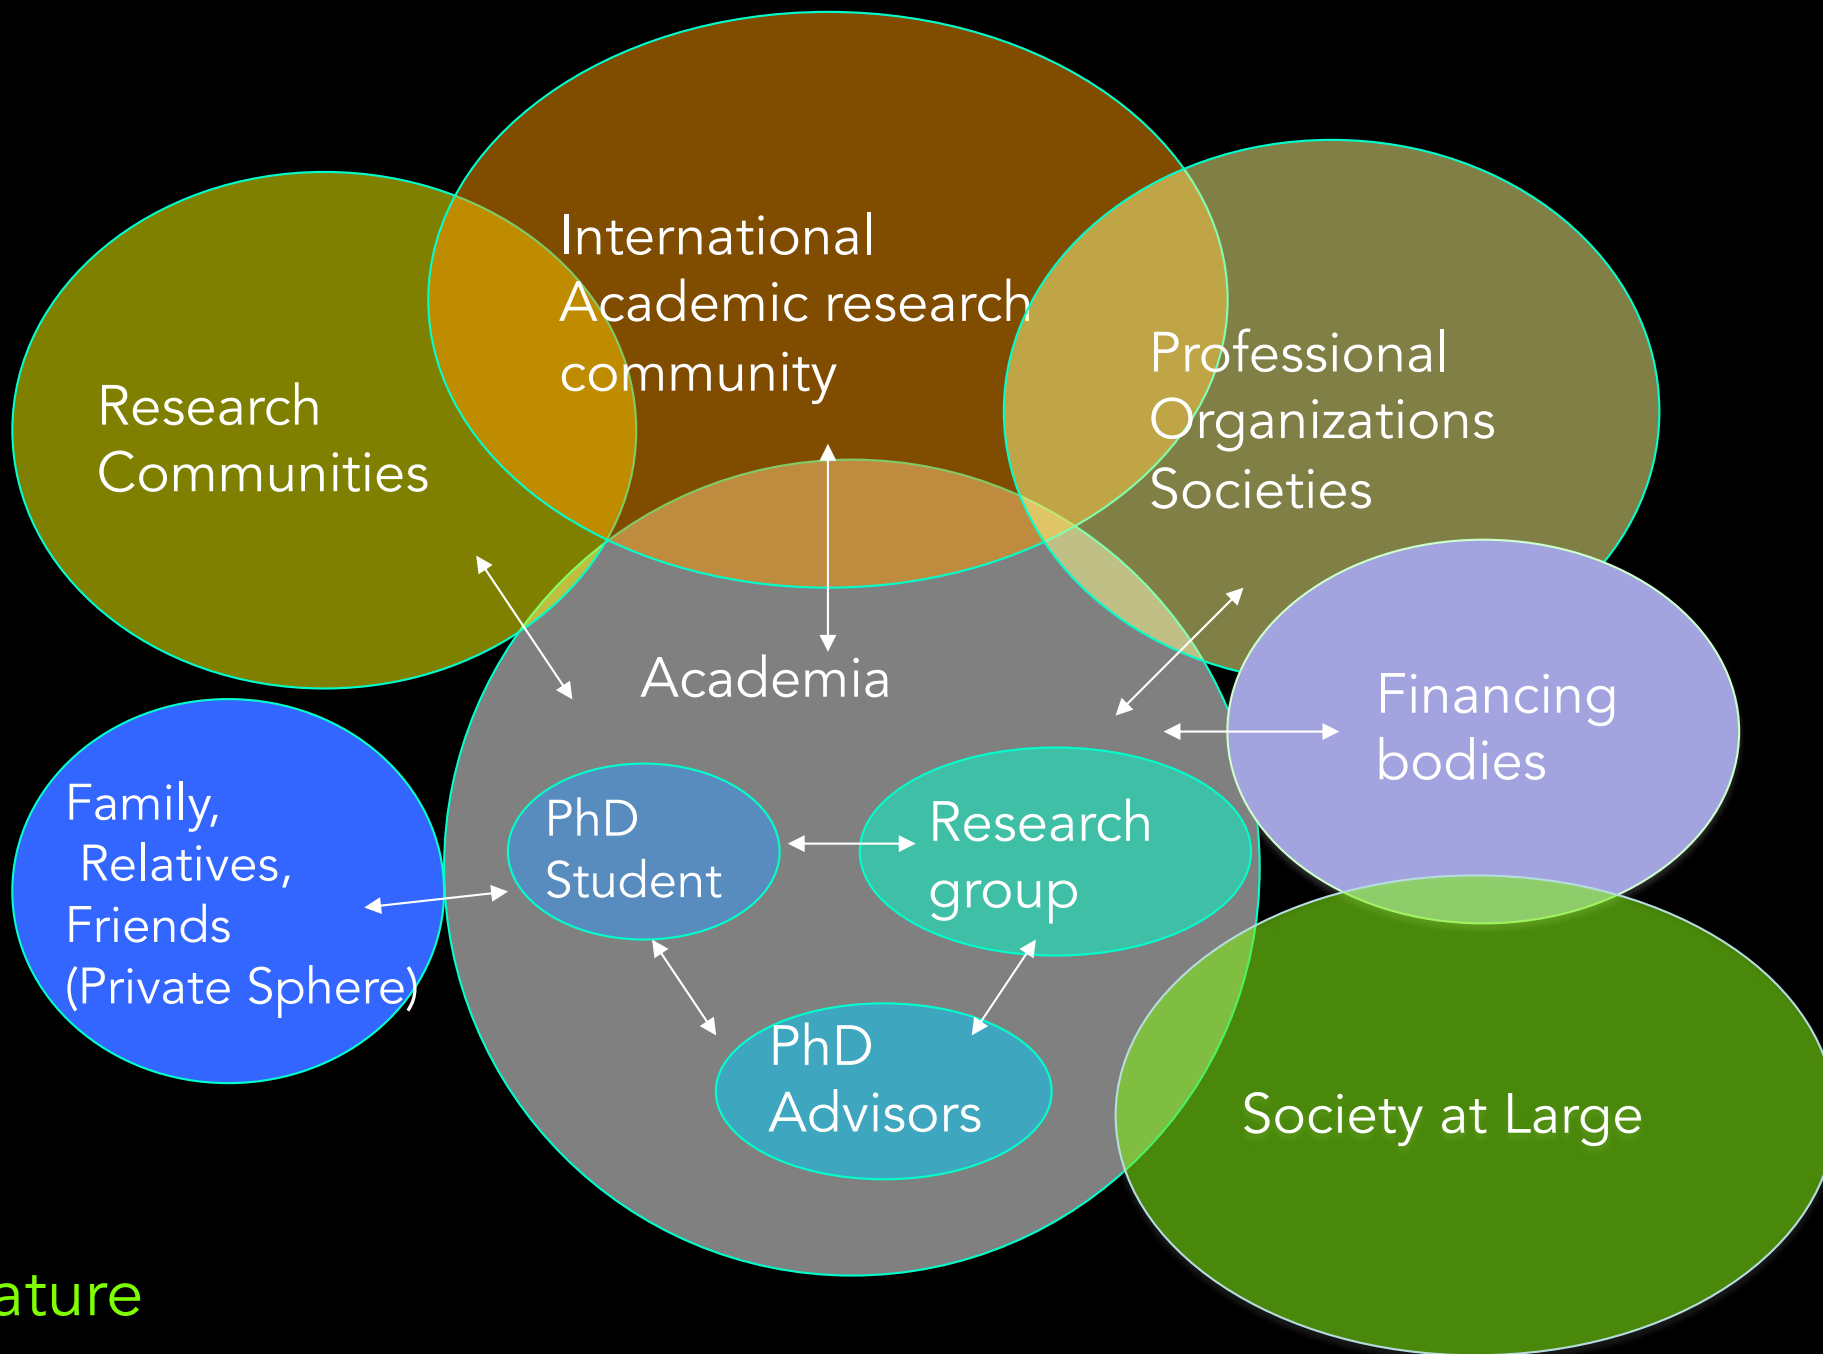 International
Academic research
community
Professional
Organizations
Societies
Research
Communities
Academia
Financing
bodies
Family,
Relatives,
Friends
(Private Sphere)
PhD
Student
Research
group
PhD
Advisors
Society at Large
ature